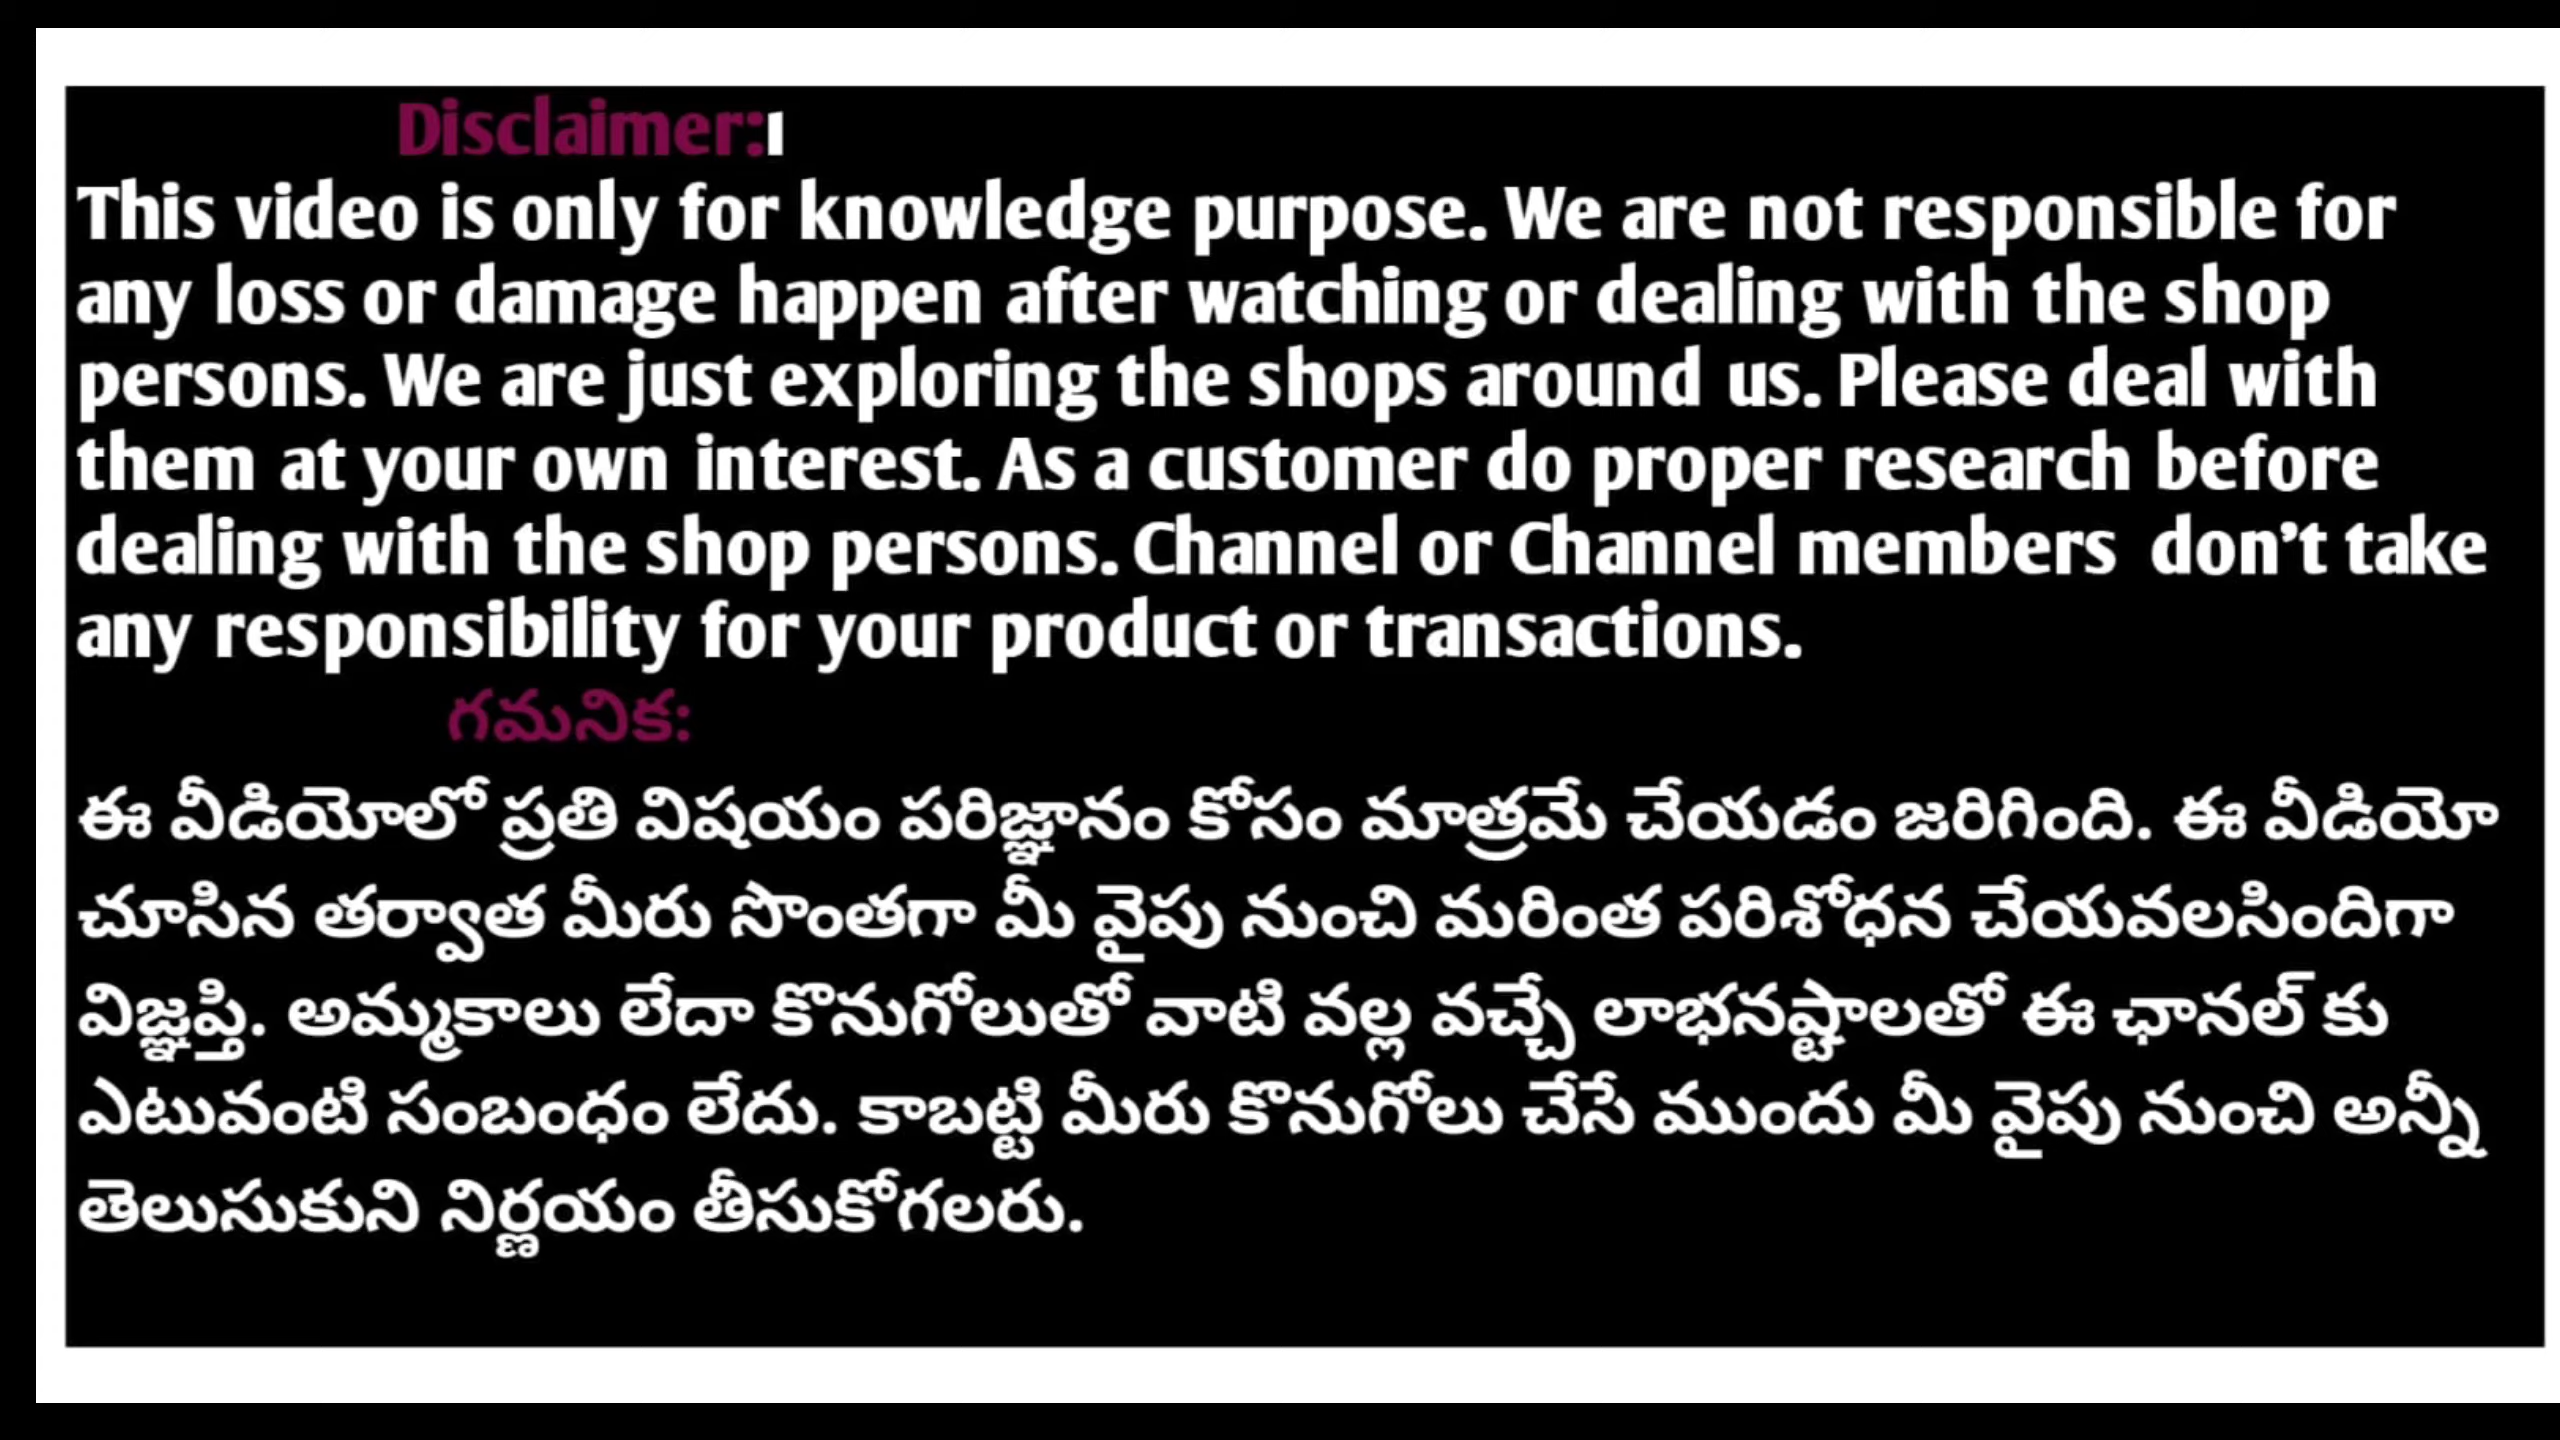 Disclaimer:
This video is only for knowledge purpose. We are not responsible for
any loss or damage happen after watching or dealing with the shop
persons. We are just exploring the shops around us. Please deal with
them at your own interest. As a customer do proper research before
dealing with the shop persons. Channel or Channel members don’t take
any responsibility for your product or transactions.
గమనిక:
ఈ వీడియోలో ప్రతి విషయం పరిజ్ఞానం కోసం మాత్రమే చేయడం జరిగింది. ఈ వీడియో
చూసిన తర్వాత మీరు సొంతగా మీ వైపు నుంచి మరింత పరిశోధన చేయవలసిందిగా
విజ్ఞప్తి. అమ్మకాలు లేదా కొనుగోలుతో వాటి వల్ల వచ్చే లాభనష్టాలతో ఈ ఛానల్ కు
ఎటువంటి సంబంధం లేదు. కాబట్టి మీరు కొనుగోలు చేసే ముందు మీ వైపు నుంచి అన్నీ
తెలుసుకుని నిర్ణయం తీసుకోగలరు.